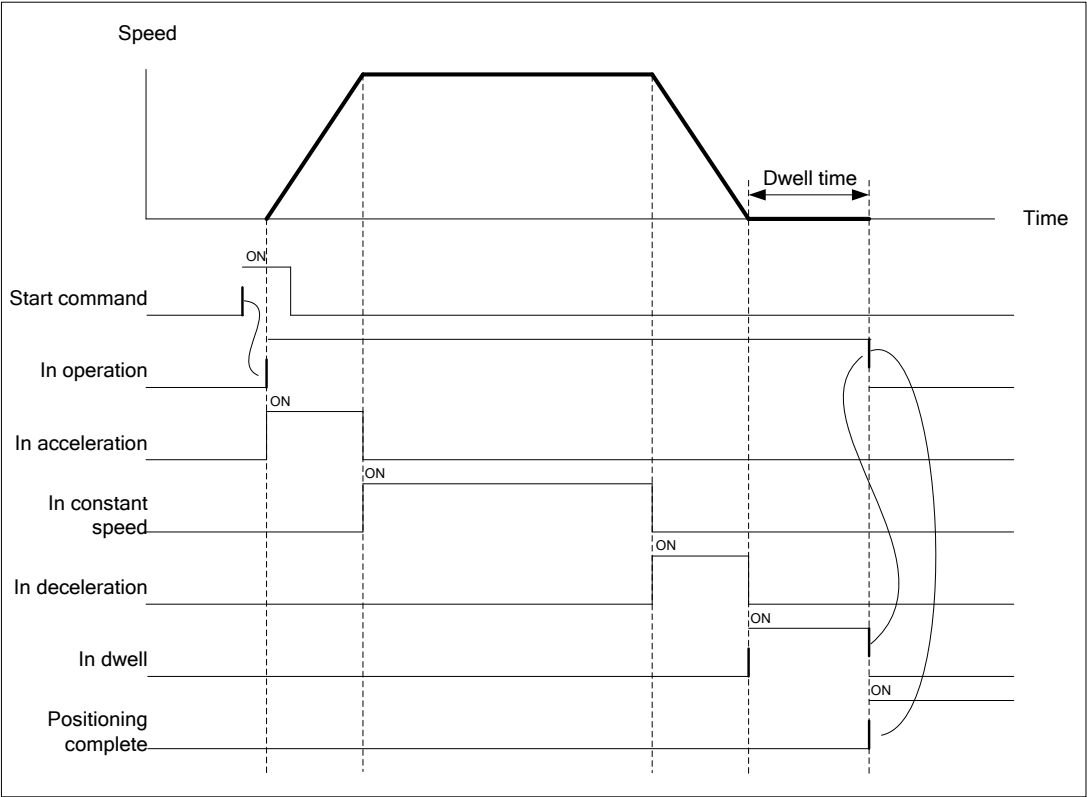 Speed
Dwell time
Time
ON
Start command
In operation
ON
In acceleration
ON
In constant
speed
ON
In deceleration
ON
In dwell
ON
Positioning
complete